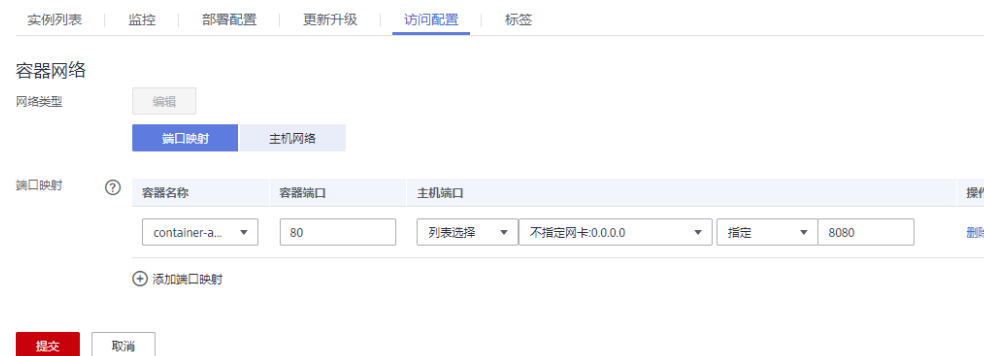 实例列表 监控 部署配置 更新升级 访问配置 标签
容器网络
网络类型 编辑
端口映射 主机网络
端口映射 ? 容器名称 容器端口 主机端口 操作
container-a... 80 列表选择 不指定网卡:0.0.0.0 指定 8080 删除
添加端口映射
提交 取消